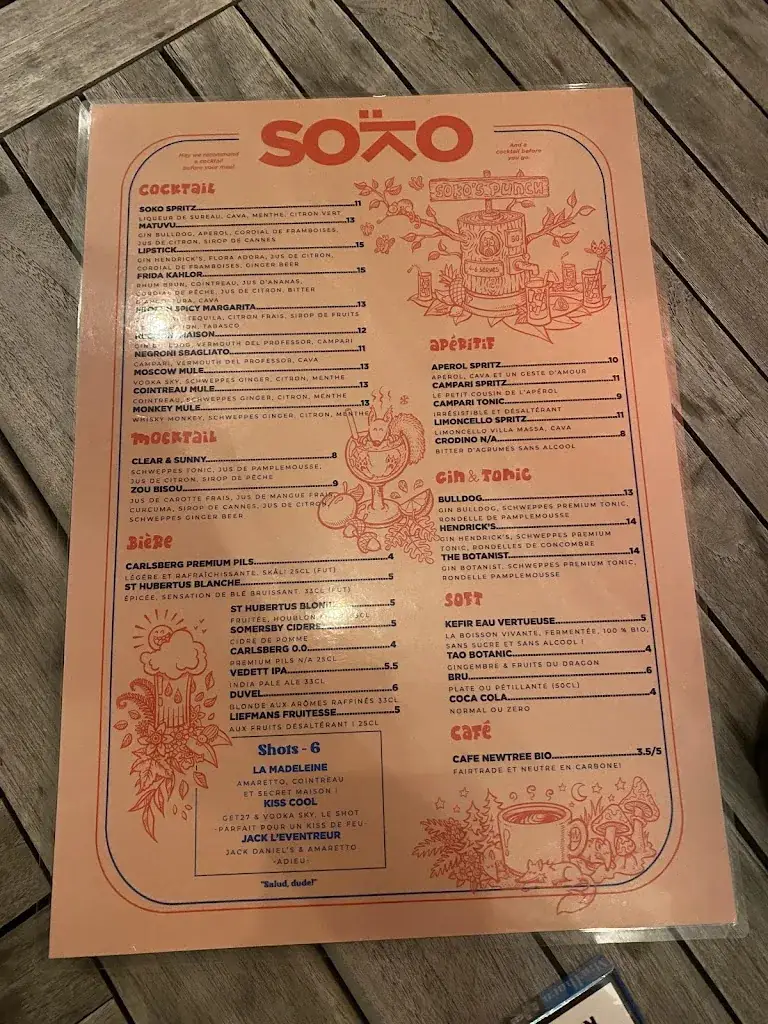 SOKO
May we recommend
a cocktail
before your meal
And a
cocktail before
you go.
COCKTAIL
SOKO SPRITZ 11
LIQUEUR DE SUREAU, CAVA, MENTHE, CITRON VERT
MATUVU 13
GIN BULLDOG, APEROL, CORDIAL DE FRAMBOISES,
JUS DE CITRON, SIROP DE CANNES
LIPSTICK 15
GIN HENDRICK'S, FLORA ADORA, JUS DE CITRON,
CORDIAL DE FRAMBOISES, GINGER BEER
FRIDA KAHLOR 15
RHUM BRUN, COINTREAU, JUS D'ANANAS,
CORDIAL DE PÊCHE, JUS DE CITRON, BITTER
CAVA
SPICY MARGARITA 13
TEQUILA, CITRON FRAIS, SIROP DE FRUITS
TABASCO
MAISON 12
GIN VERMOUTH DEL PROFESSOR, CAMPARI
NEGRONI SBAGLIATO 11
CAMPARI, VERMOUTH DEL PROFESSOR, CAVA
MOSCOW MULE 13
VODKA SKY, SCHWEPPES GINGER, CITRON, MENTHE
COINTREAU MULE 13
COINTREAU, SCHWEPPES GINGER, CITRON, MENTHE
MONKEY MULE 13
WHISKY MONKEY, SCHWEPPES GINGER, CITRON, MENTHE
MOCKTAIL
CLEAR & SUNNY 8
SCHWEPPES TONIC, JUS DE PAMPLEMOUSSE,
JUS DE CITRON, SIROP DE PÊCHE
ZOU BISOU 9
JUS DE CAROTTE FRAIS, JUS DE MANGUE FRAIS,
CURCUMA, SIROP DE CANNES, JUS DE CITRON,
SCHWEPPES GINGER BEER
BIÈRE
CARLSBERG PREMIUM PILS 4
LÉGÈRE ET RAFRAÎCHISSANTE, SKÅL! 25CL (FUT)
ST HUBERTUS BLANCHE 5
ÉPICÉE, SENSATION DE BLÉ BRUISSANT. 33CL (FUT)
ST HUBERTUS BLONDE 5
FRUITÉE,
SOMERSBY CIDERE 5
CIDRE DE POMME
CARLSBERG 0.0 4
PREMIUM PILS N/A 25CL
VEDETT IPA 5.5
INDIA PALE ALE 33CL
DUVEL 6
BLONDE AUX ARÔMES RAFFINÉS 33CL
LIEFMANS FRUITESSE 5
AUX FRUITS DÉSALTÉRANT ! 25CL
Shots - 6
LA MADELEINE
AMARETTO, COINTREAU
ET SECRET MAISON !
KISS COOL
GET27 & VODKA SKY, LE SHOT
-PARFAIT POUR UN KISS DE FEU-
JACK L'EVENTREUR
JACK DANIEL'S & AMARETTO
-ADIEU-
"Salud, dude!"
SOKO'S PUNCH
4-6 SERVES
50
APÉRITIF
APEROL SPRITZ 10
APEROL, CAVA ET UN GESTE D'AMOUR
CAMPARI SPRITZ 11
LE PETIT COUSIN DE L'APÉROL
CAMPARI TONIC 9
IRRÉSISTIBLE ET DÉSALTÉRANT
LIMONCELLO SPRITZ 11
LIMONCELLO VILLA MASSA, CAVA
CRODINO N/A 8
BITTER D'AGRUMES SANS ALCOOL
GIN & TONIC
BULLDOG 13
GIN BULLDOG, SCHWEPPES PREMIUM TONIC,
RONDELLE DE PAMPLEMOUSSE
HENDRICK'S 14
GIN HENDRICK'S, SCHWEPPES PREMIUM
TONIC, RONDELLES DE CONCOMBRE
THE BOTANIST 14
GIN BOTANIST, SCHWEPPES PREMIUM TONIC,
RONDELLE PAMPLEMOUSSE
SOFT
KEFIR EAU VERTUEUSE 5
LA BOISSON VIVANTE, FERMENTÉE, 100 % BIO,
SANS SUCRE ET SANS ALCOOL !
TAO BOTANIC 4
GINGEMBRE & FRUITS DU DRAGON
BRU 6
PLATE OU PÉTILLANTE (50CL)
COCA COLA 4
NORMAL OU ZERO
CAFÉ
CAFE NEWTREE BIO 3.5/5
FAIRTRADE ET NEUTRE EN CARBONE!